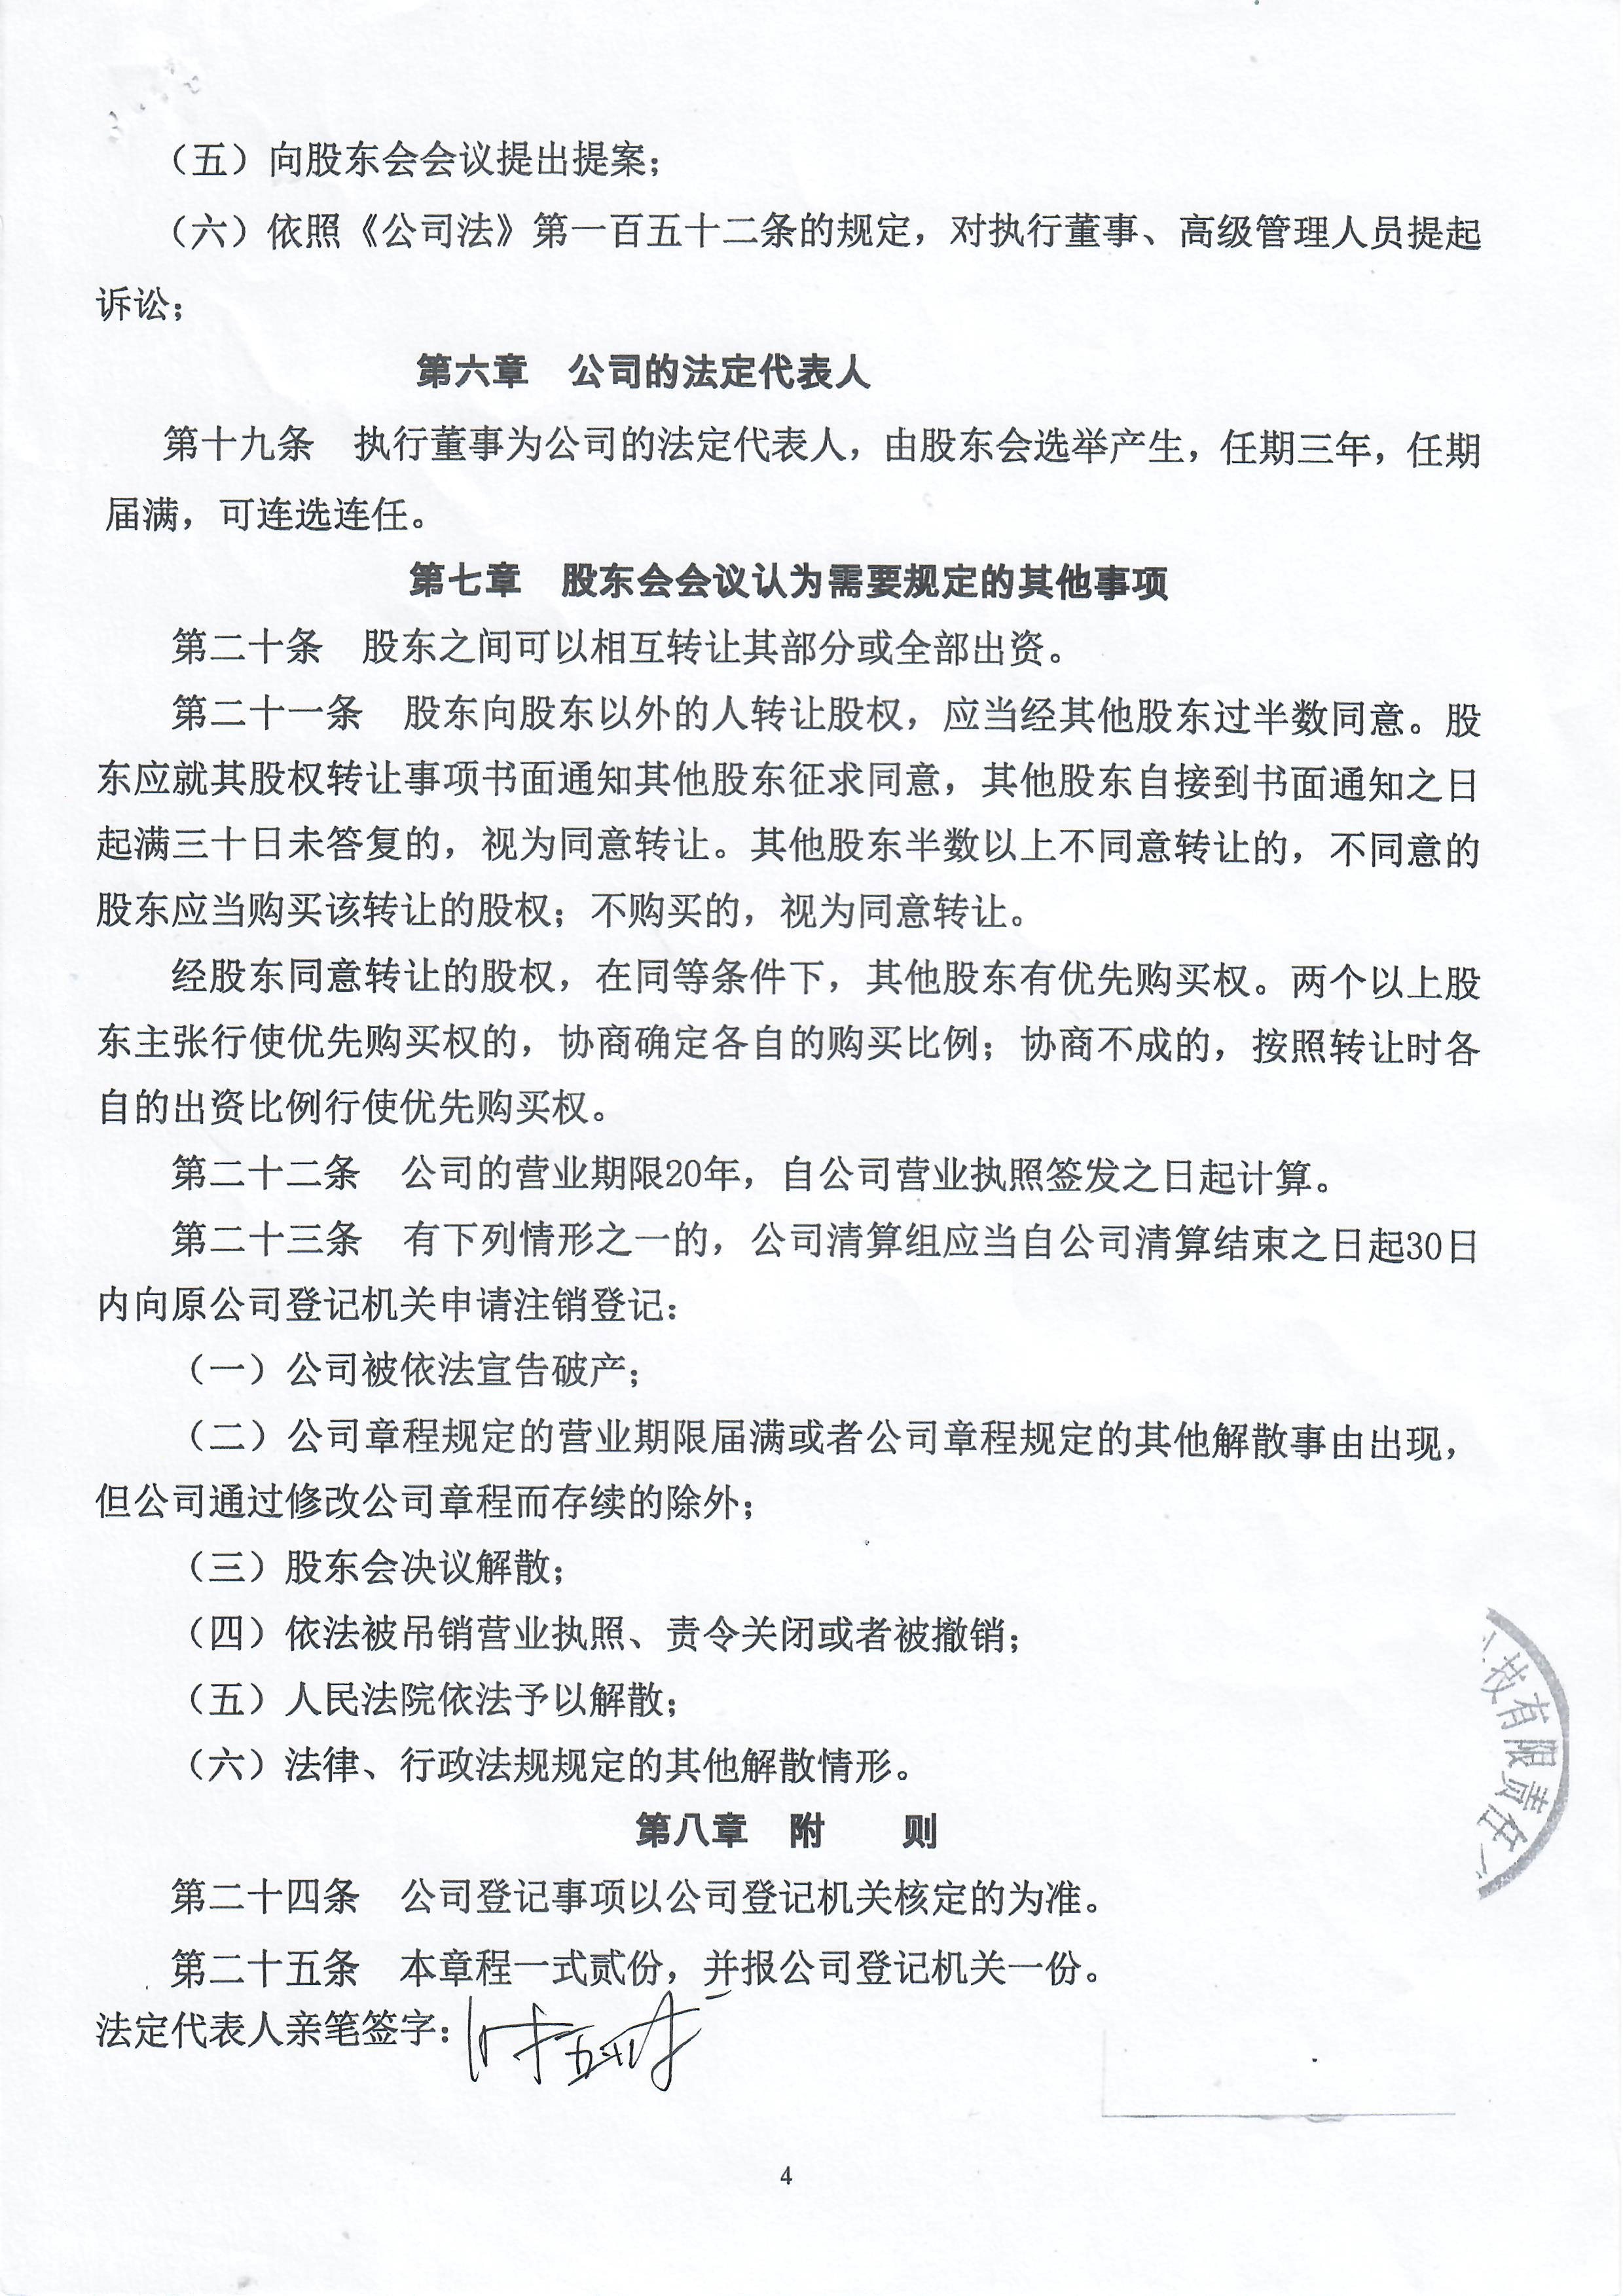 （五）向股东会会议提出提案；
（六）依照《公司法》第一百五十二条的规定，对执行董事、高级管理人员提起
诉讼；
第六章　公司的法定代表人
第十九条　执行董事为公司的法定代表人，由股东会选举产生，任期三年，任期
届满，可连选连任。
第七章　股东会会议认为需要规定的其他事项
第二十条　股东之间可以相互转让其部分或全部出资。
第二十一条　股东向股东以外的人转让股权，应当经其他股东过半数同意。股
东应就其股权转让事项书面通知其他股东征求同意，其他股东自接到书面通知之日
起满三十日未答复的，视为同意转让。其他股东半数以上不同意转让的，不同意的
股东应当购买该转让的股权；不购买的，视为同意转让。
经股东同意转让的股权，在同等条件下，其他股东有优先购买权。两个以上股
东主张行使优先购买权的，协商确定各自的购买比例；协商不成的，按照转让时各
自的出资比例行使优先购买权。
第二十二条　公司的营业期限20年，自公司营业执照签发之日起计算。
第二十三条　有下列情形之一的，公司清算组应当自公司清算结束之日起30日
内向原公司登记机关申请注销登记：
（一）公司被依法宣告破产；
（二）公司章程规定的营业期限届满或者公司章程规定的其他解散事由出现，
但公司通过修改公司章程而存续的除外；
（三）股东会决议解散；
（四）依法被吊销营业执照、责令关闭或者被撤销；
（五）人民法院依法予以解散；
（六）法律、行政法规规定的其他解散情形。
技有限责任
第八章　附　　则
第二十四条　公司登记事项以公司登记机关核定的为准。
第二十五条　本章程一式贰份，并报公司登记机关一份。
法定代表人亲笔签字：
4